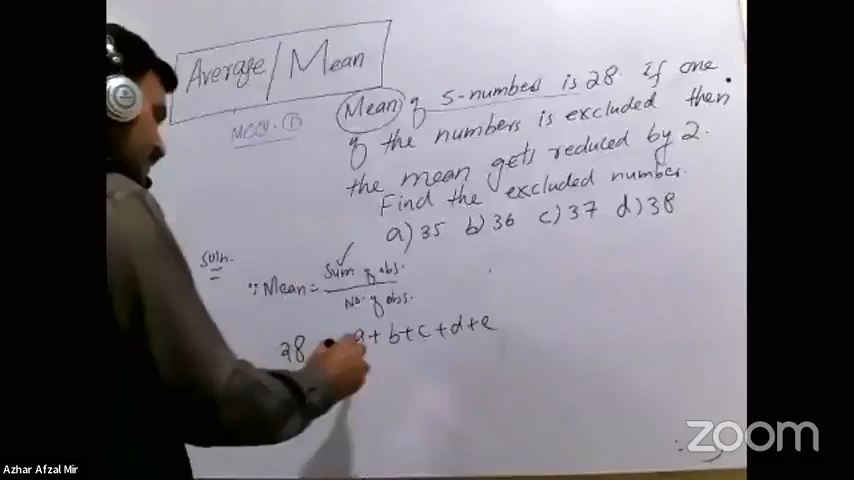 Average/Mean
MCQ. ①
Mean of 5-numbers is 28. If one
of the numbers is excluded then
the mean gets reduced by 2.
Find the excluded number.
a) 35 b) 36 c) 37 d) 38
Soln.
∵ Mean = Sum of obs.
No. of obs.
28 a+b+c+d+e
zoom
Azhar Afzal Mir